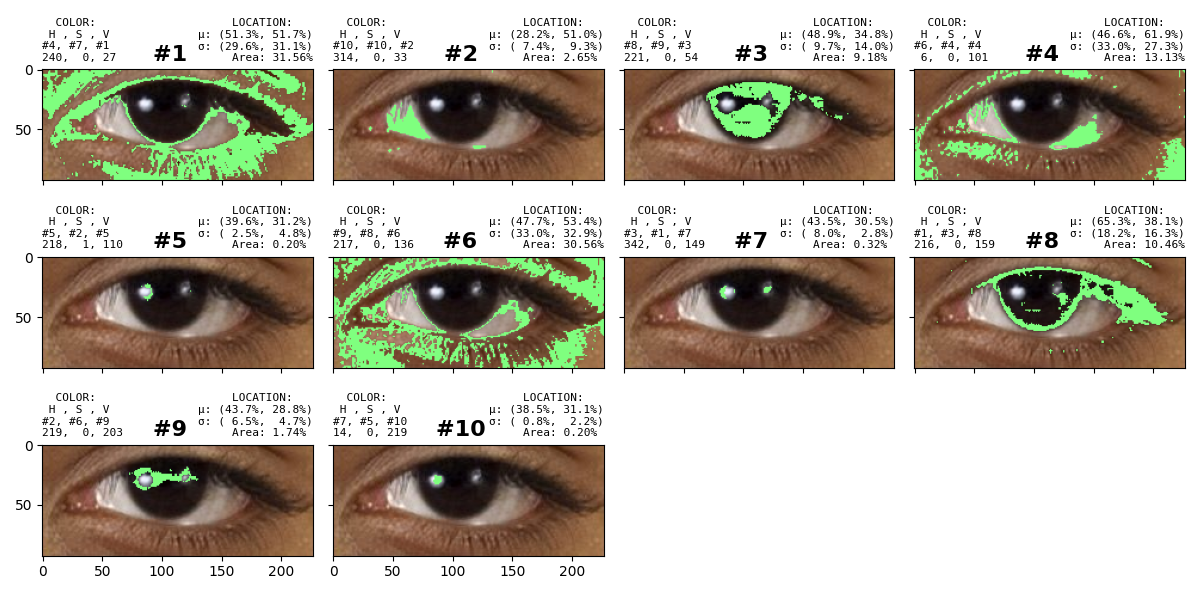 COLOR: LOCATION: COLOR: LOCATION: COLOR: LOCATION: COLOR: LOCATION:
H , S , V μ: (51.3%, 51.7%) H , S , V μ: (28.2%, 51.0%) H , S , V μ: (48.9%, 34.8%) H , S , V μ: (46.6%, 61.9%)
#4, #7, #1 #1 σ: (29.6%, 31.1%) #10, #10, #2 #2 σ: ( 7.4%, 9.3%) #8, #9, #3 #3 σ: ( 9.7%, 14.0%) #6, #4, #4 #4 σ: (33.0%, 27.3%)
240, 0, 27 Area: 31.56% 314, 0, 33 Area: 2.65% 221, 0, 54 Area: 9.18% 6, 0, 101 Area: 13.13%
0
50
COLOR: LOCATION: COLOR: LOCATION: COLOR: LOCATION: COLOR: LOCATION:
H , S , V μ: (39.6%, 31.2%) H , S , V μ: (47.7%, 53.4%) H , S , V μ: (43.5%, 30.5%) H , S , V μ: (65.3%, 38.1%)
#5, #2, #5 #5 σ: ( 2.5%, 4.8%) #9, #8, #6 #6 σ: (33.0%, 32.9%) #3, #1, #7 #7 σ: ( 8.0%, 2.8%) #1, #3, #8 #8 σ: (18.2%, 16.3%)
218, 1, 110 Area: 0.20% 217, 0, 136 Area: 30.56% 342, 0, 149 Area: 0.32% 216, 0, 159 Area: 10.46%
0
50
COLOR: LOCATION: COLOR: LOCATION:
H , S , V μ: (43.7%, 28.8%) H , S , V μ: (38.5%, 31.1%)
#2, #6, #9 #9 σ: ( 6.5%, 4.7%) #7, #5, #10 #10 σ: ( 0.8%, 2.2%)
219, 0, 203 Area: 1.74% 14, 0, 219 Area: 0.20%
0
50
0 50 100 150 200 0 50 100 150 200